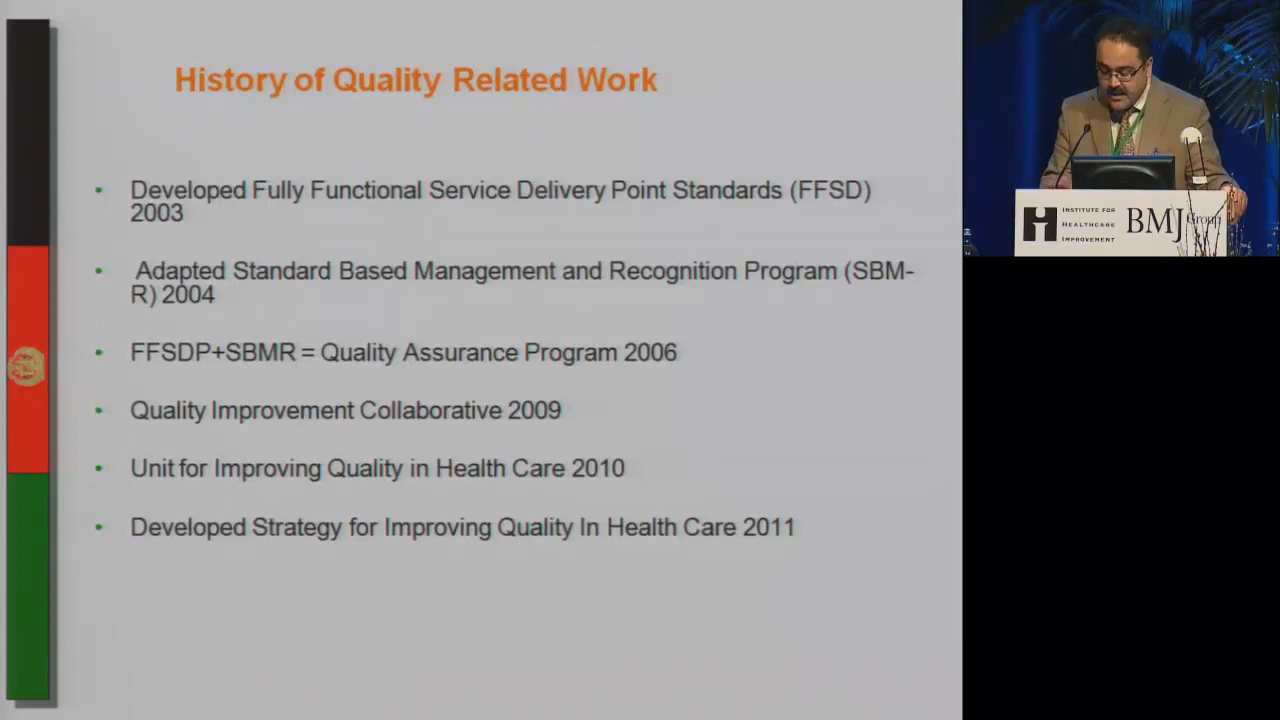 History of Quality Related Work
• Developed Fully Functional Service Delivery Point Standards (FFSD)
2003
• Adapted Standard Based Management and Recognition Program (SBM-
R) 2004
• FFSDP+SBMR = Quality Assurance Program 2006
• Quality Improvement Collaborative 2009
• Unit for Improving Quality in Health Care 2010
• Developed Strategy for Improving Quality In Health Care 2011
INSTITUTE FOR
HEALTHCARE
IMPROVEMENT
BMJ Group